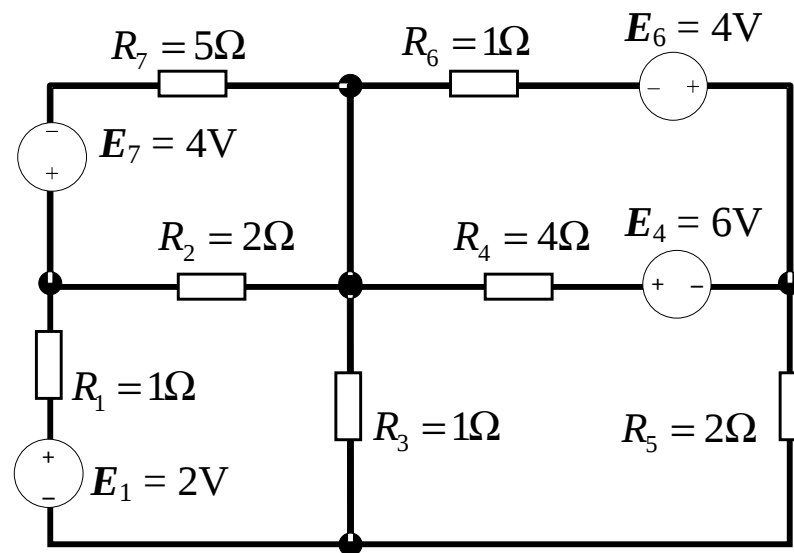 R₇ = 5Ω
R₆ = 1Ω
E₆ = 4V
− +
−
+
E₇ = 4V
R₂ = 2Ω
R₄ = 4Ω
E₄ = 6V
+ −
R₁ = 1Ω
R₃ = 1Ω
R₅ = 2Ω
+
−
E₁ = 2V